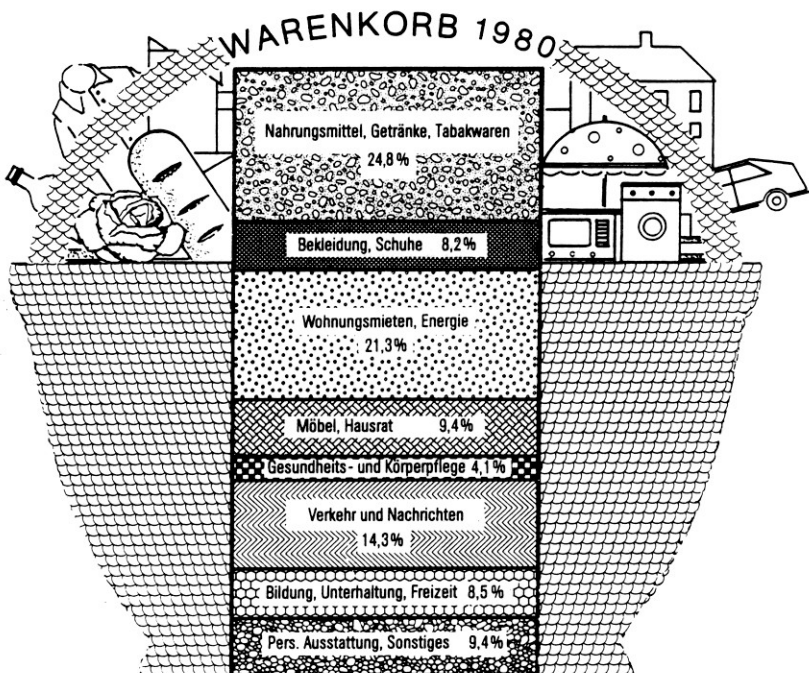 WARENKORB 1980
Nahrungsmittel, Getränke, Tabakwaren
24,8%
Bekleidung, Schuhe 8,2%
Wohnungsmieten, Energie
21,3%
Möbel, Hausrat 9,4%
Gesundheits- und Körperpflege 4,1%
Verkehr und Nachrichten
14,3%
Bildung, Unterhaltung, Freizeit 8,5%
Pers. Ausstattung, Sonstiges 9,4%